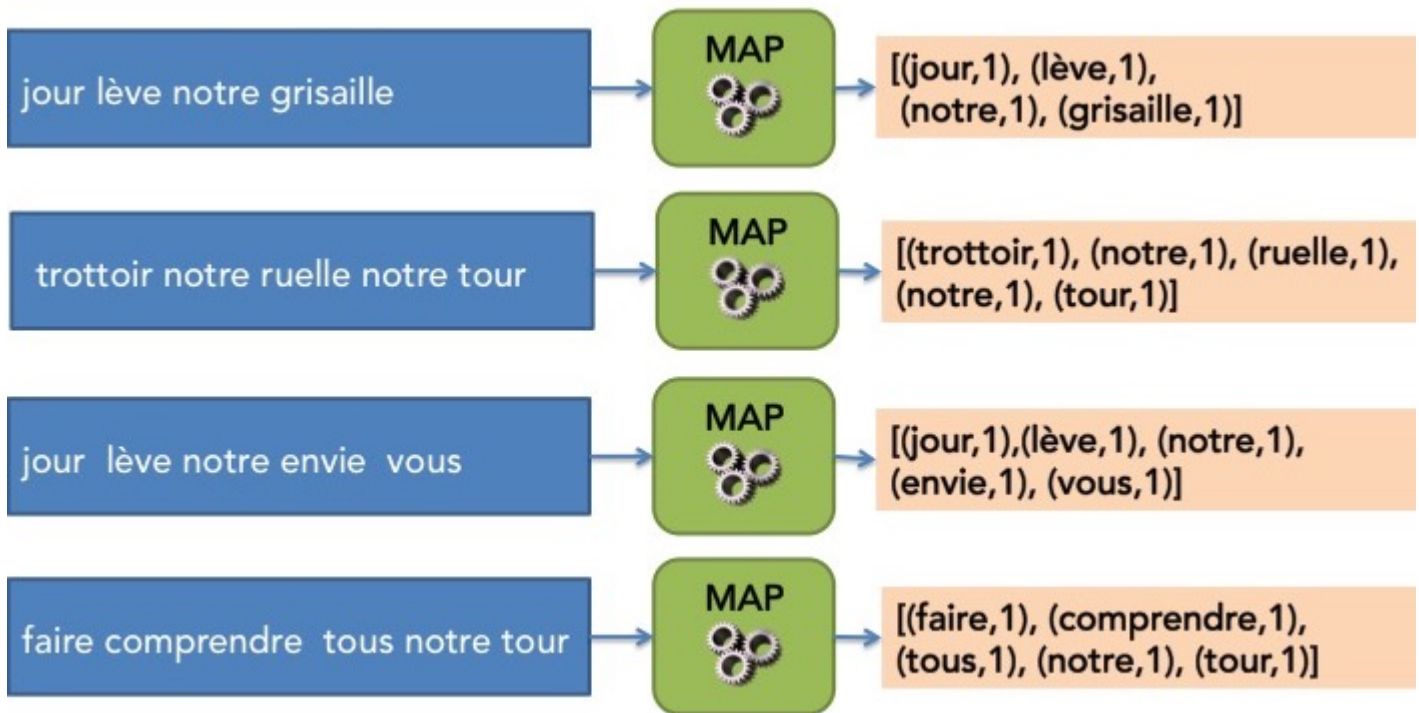 jour lève notre grisaille
MAP
[(jour,1), (lève,1),
(notre,1), (grisaille,1)]
trottoir notre ruelle notre tour
MAP
[(trottoir,1), (notre,1), (ruelle,1),
(notre,1), (tour,1)]
jour lève notre envie vous
MAP
[(jour,1),(lève,1), (notre,1),
(envie,1), (vous,1)]
faire comprendre tous notre tour
MAP
[(faire,1), (comprendre,1),
(tous,1), (notre,1), (tour,1)]